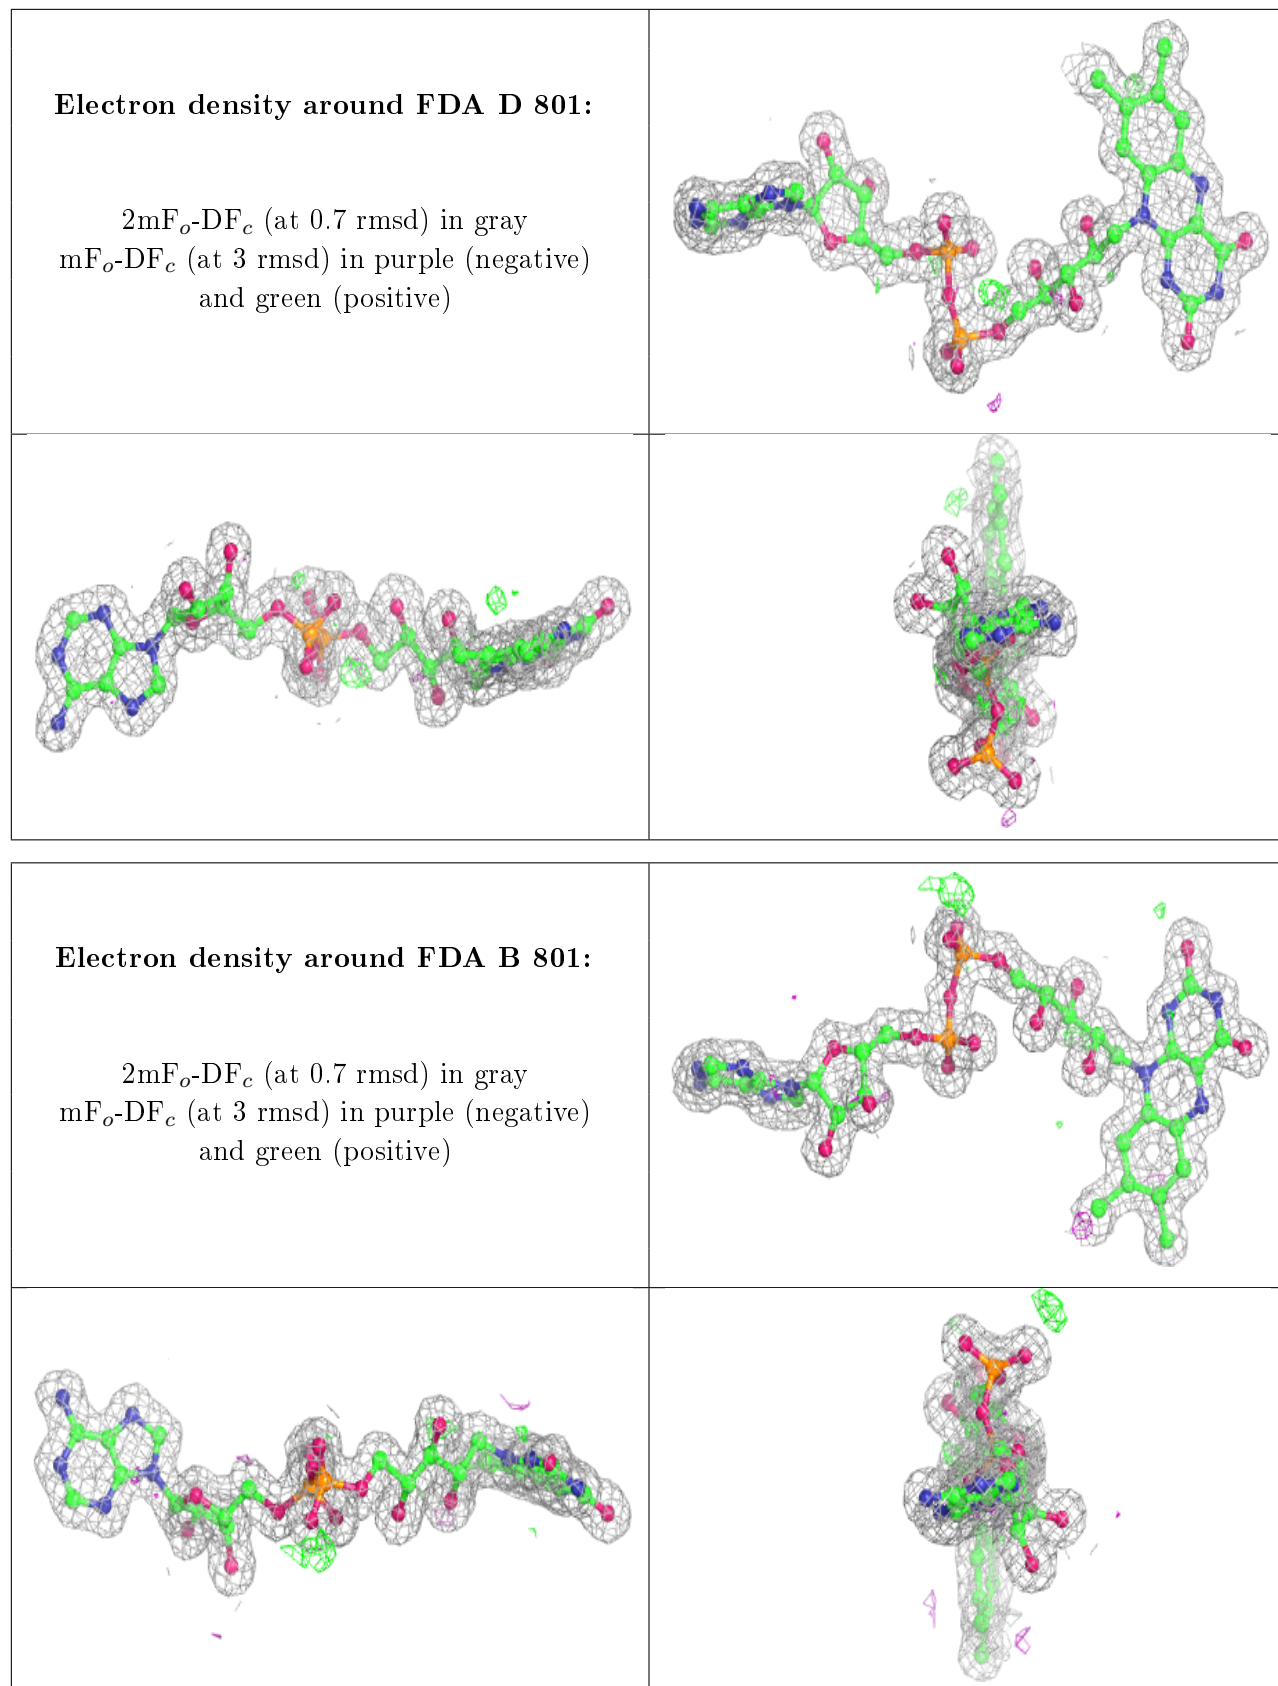 Electron density around FDA D 801:
2mFo-DFc (at 0.7 rmsd) in gray
mFo-DFc (at 3 rmsd) in purple (negative)
and green (positive)
Electron density around FDA B 801:
2mFo-DFc (at 0.7 rmsd) in gray
mFo-DFc (at 3 rmsd) in purple (negative)
and green (positive)